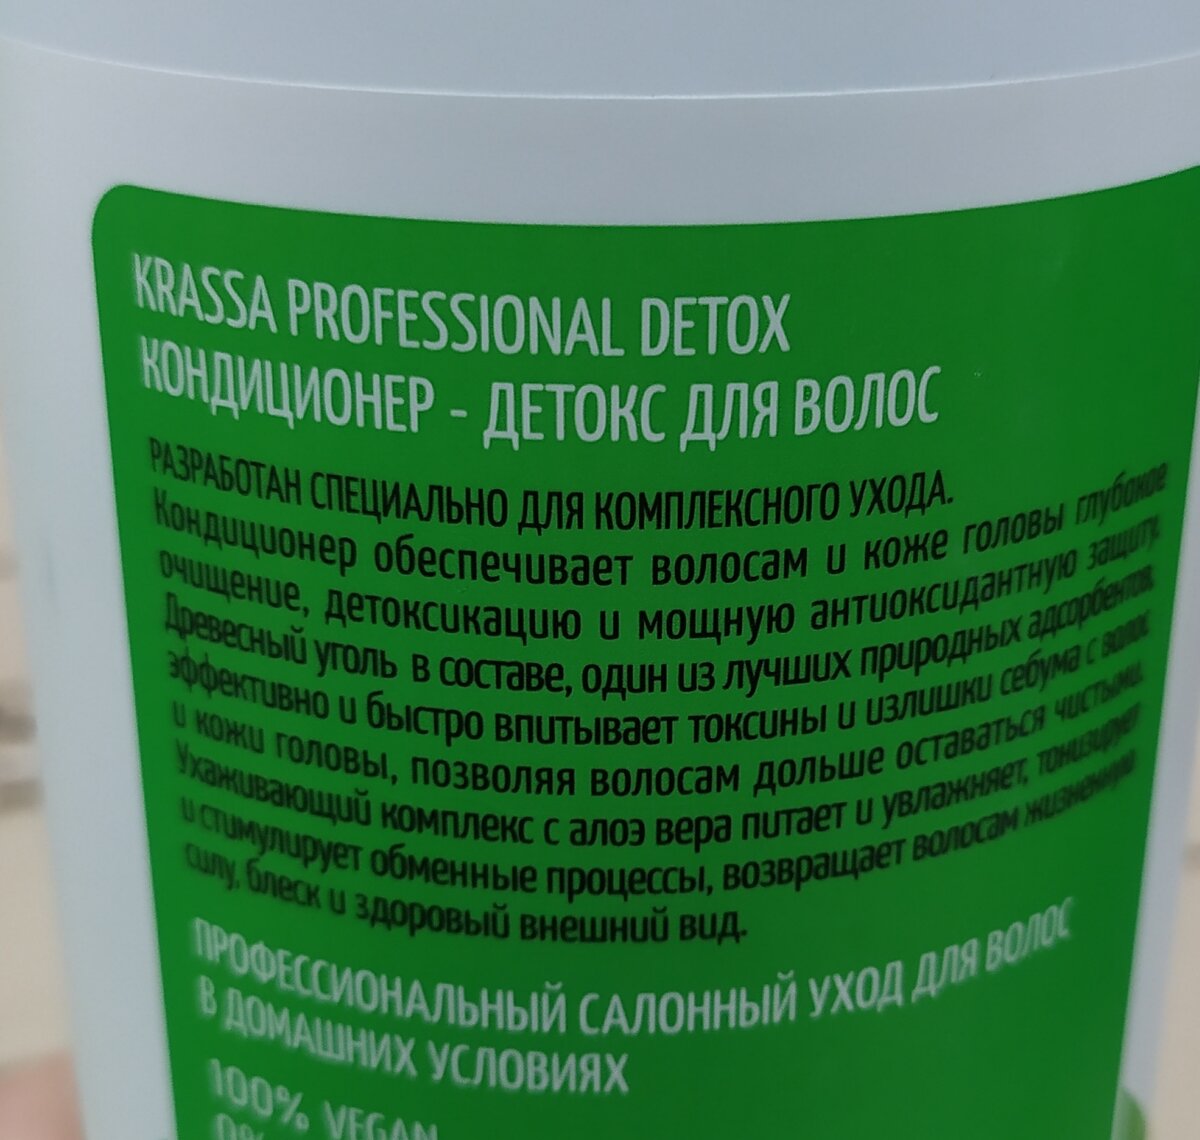 KRASSA PROFESSIONAL DETOX
КОНДИЦИОНЕР - ДЕТОКС ДЛЯ ВОЛОС
РАЗРАБОТАН СПЕЦИАЛЬНО ДЛЯ КОМПЛЕКСНОГО УХОДА.
Кондиционер обеспечивает волосам и коже головы глубокое
очищение, детоксикацию и мощную антиоксидантную защиту.
Древесный уголь в составе, один из лучших природных адсорбентов,
эффективно и быстро впитывает токсины и излишки себума с волос
и кожи головы, позволяя волосам дольше оставаться чистыми.
Ухаживающий комплекс с алоэ вера питает и увлажняет, тонизирует
и стимулирует обменные процессы, возвращает волосам жизненную
силу, блеск и здоровый внешний вид.
ПРОФЕССИОНАЛЬНЫЙ САЛОННЫЙ УХОД ДЛЯ ВОЛОС
В ДОМАШНИХ УСЛОВИЯХ
100% VEGAN
0%